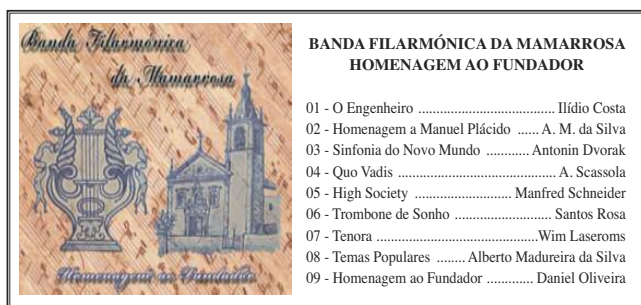 Banda Filarmónica
da Mamarrosa
Homenagem ao Fundador
BANDA FILARMÓNICA DA MAMARROSA
HOMENAGEM AO FUNDADOR
01 - O Engenheiro ..................................... Ilídio Costa
02 - Homenagem a Manuel Plácido ...... A. M. da Silva
03 - Sinfonia do Novo Mundo ............ Antonin Dvorak
04 - Quo Vadis ........................................... A. Scassola
05 - High Society .......................... Manfred Schneider
06 - Trombone de Sonho .......................... Santos Rosa
07 - Tenora ............................................Wim Laseroms
08 - Temas Populares ........ Alberto Madureira da Silva
09 - Homenagem ao Fundador ............. Daniel Oliveira